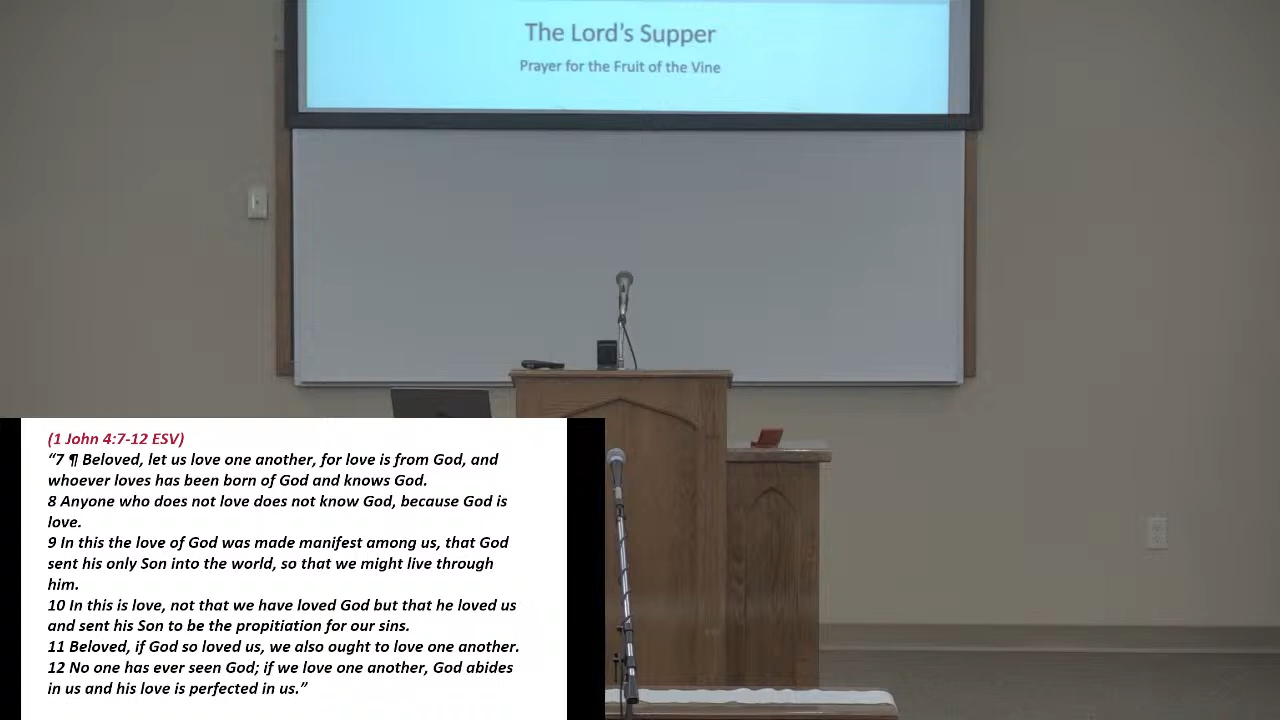 The Lord's Supper
Prayer for the Fruit of the Vine
(1 John 4:7-12 ESV)
“7 ¶ Beloved, let us love one another, for love is from God, and
whoever loves has been born of God and knows God.
8 Anyone who does not love does not know God, because God is
love.
9 In this the love of God was made manifest among us, that God
sent his only Son into the world, so that we might live through
him.
10 In this is love, not that we have loved God but that he loved us
and sent his Son to be the propitiation for our sins.
11 Beloved, if God so loved us, we also ought to love one another.
12 No one has ever seen God; if we love one another, God abides
in us and his love is perfected in us.”